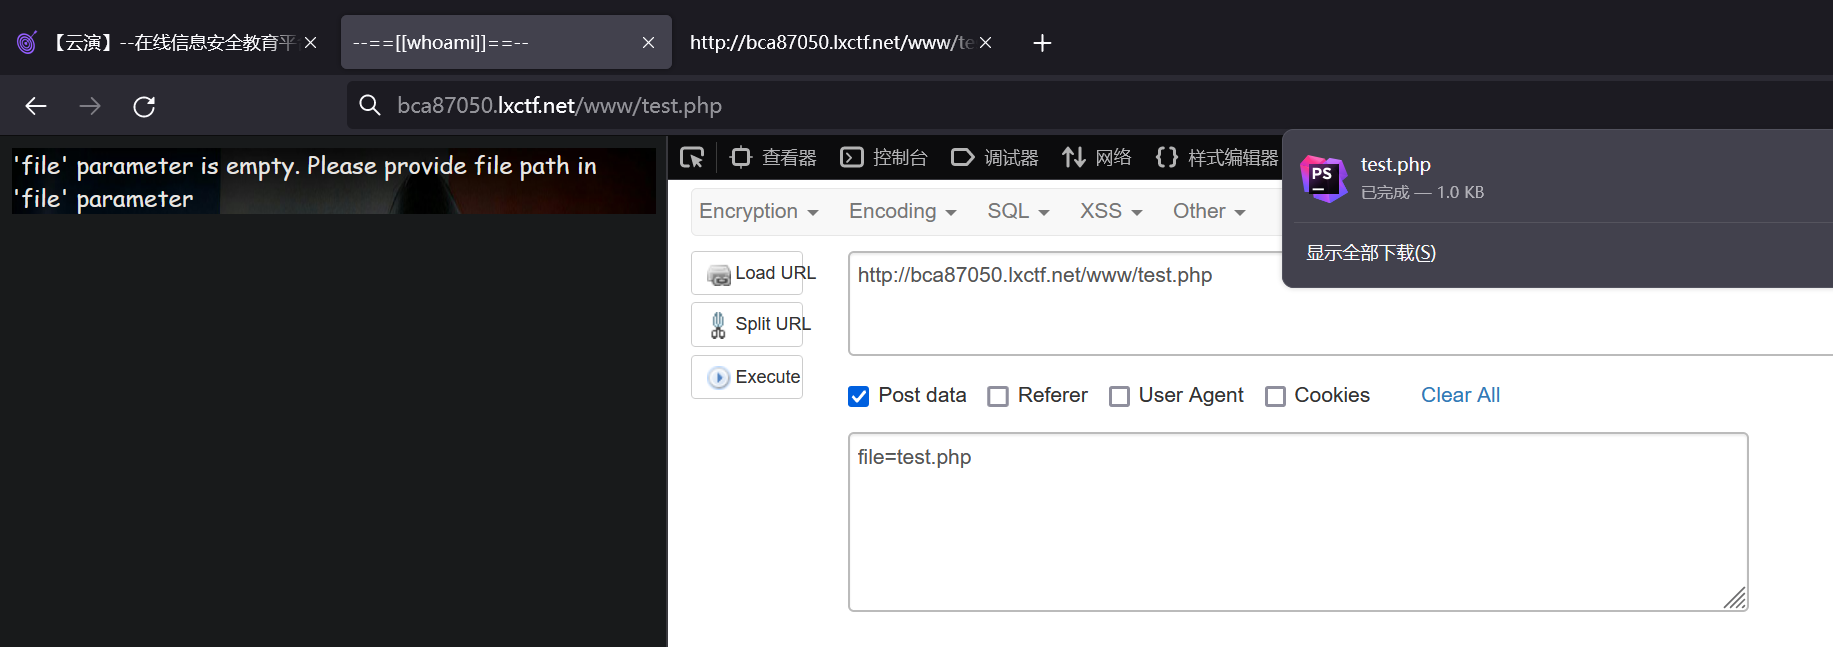 【云演】--在线信息安全教育平
--==[[whoami]]==--
http://bca87050.lxctf.net/www/te
bca87050.lxctf.net/www/test.php
'file' parameter is empty. Please provide file path in
'file' parameter
查看器
控制台
调试器
网络
样式编辑器
PS
test.php
已完成 — 1.0 KB
显示全部下载(S)
Encryption
Encoding
SQL
XSS
Other
Load URL
Split URL
Execute
http://bca87050.lxctf.net/www/test.php
Post data
Referer
User Agent
Cookies
Clear All
file=test.php